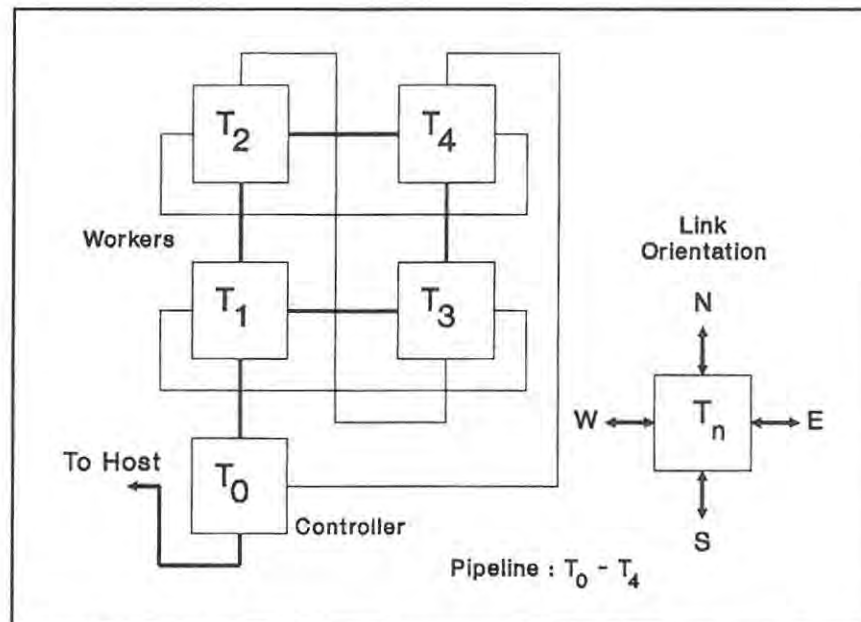 T2
T4
Workers
T1
T3
Link
Orientation
N
W
Tn
E
S
To Host
T0
Controller
Pipeline : T0 - T4